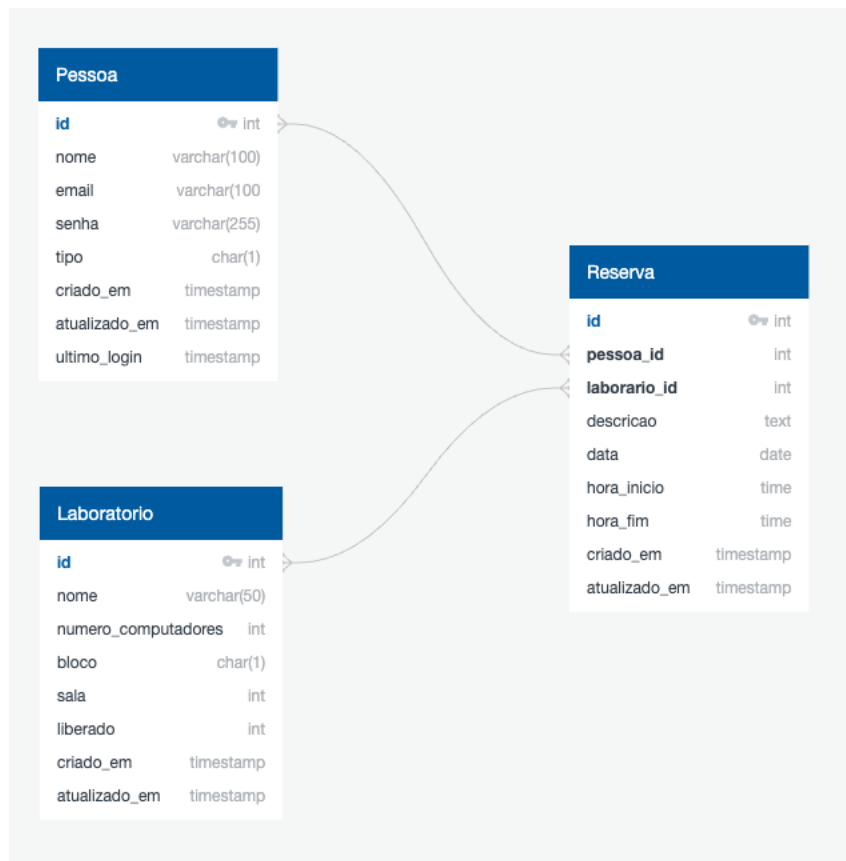 Pessoa
id int
nome varchar(100)
email varchar(100
senha varchar(255)
tipo char(1)
criado_em timestamp
atualizado_em timestamp
ultimo_login timestamp
Reserva
id int
pessoa_id int
laborario_id int
descricao text
data date
hora_inicio time
hora_fim time
criado_em timestamp
atualizado_em timestamp
Laboratorio
id int
nome varchar(50)
numero_computadores int
bloco char(1)
sala int
liberado int
criado_em timestamp
atualizado_em timestamp